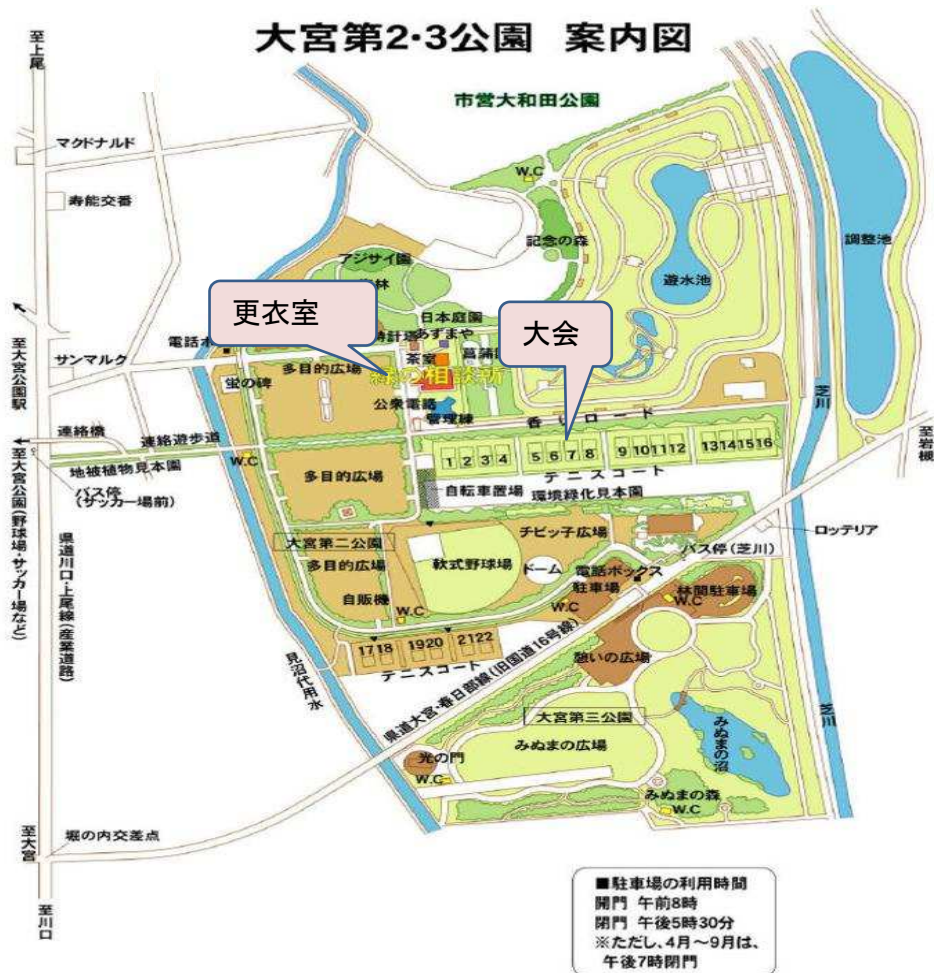 大宮第2・3公園 案内図
至上尾
市営大和田公園
マクドナルド
寿能交番
W.C
記念の森
調整池
アジサイ園
遊水池
更衣室
日本庭園
大会
あずまや
電話ボ
サンマルク
茶室
多目的広場
緑の相談所
蛍の碑
公衆電話
管理棟
香りロード
芝川
至大宮公園駅
至岩槻
連絡橋
連絡遊歩道
1 2 3 4 5 6 7 8 9 10 11 12 13 14 15 16
地被植物見本園
W.C
テニスコート
バス停
(サッカー場前)
多目的広場
自転車置場
環境緑化見本園
至大宮公園(野球場・サッカー場など)
県道川口・上尾線(産業道路)
チビッ子広場
ロッテリア
大宮第二公園
バス停(芝川)
多目的広場
軟式野球場
ドーム
電話ボックス
駐車場
林間駐車場
自販機
W.C
W.C
W.C
17 18 19 20 21 22
テニスコート
憩いの広場
見沼代用水
県道大宮・春日部線(旧国道16号線)
大宮第三公園
芝川
みぬまの広場
みぬまの沼
光の門
W.C
みぬまの森
W.C
至大宮
堀の内交差点
至川口
■駐車場の利用時間
開門 午前8時
閉門 午後5時30分
※ただし、4月~9月は、
午後7時閉門